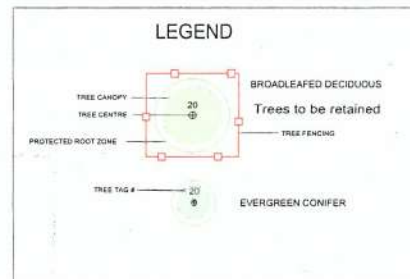 LEGEND
BROADLEAFED DECIDUOUS
TREE CANOPY
20
Trees to be retained
TREE CENTRE
TREE FENCING
PROTECTED ROOT ZONE
TREE TAG #
20
EVERGREEN CONIFER